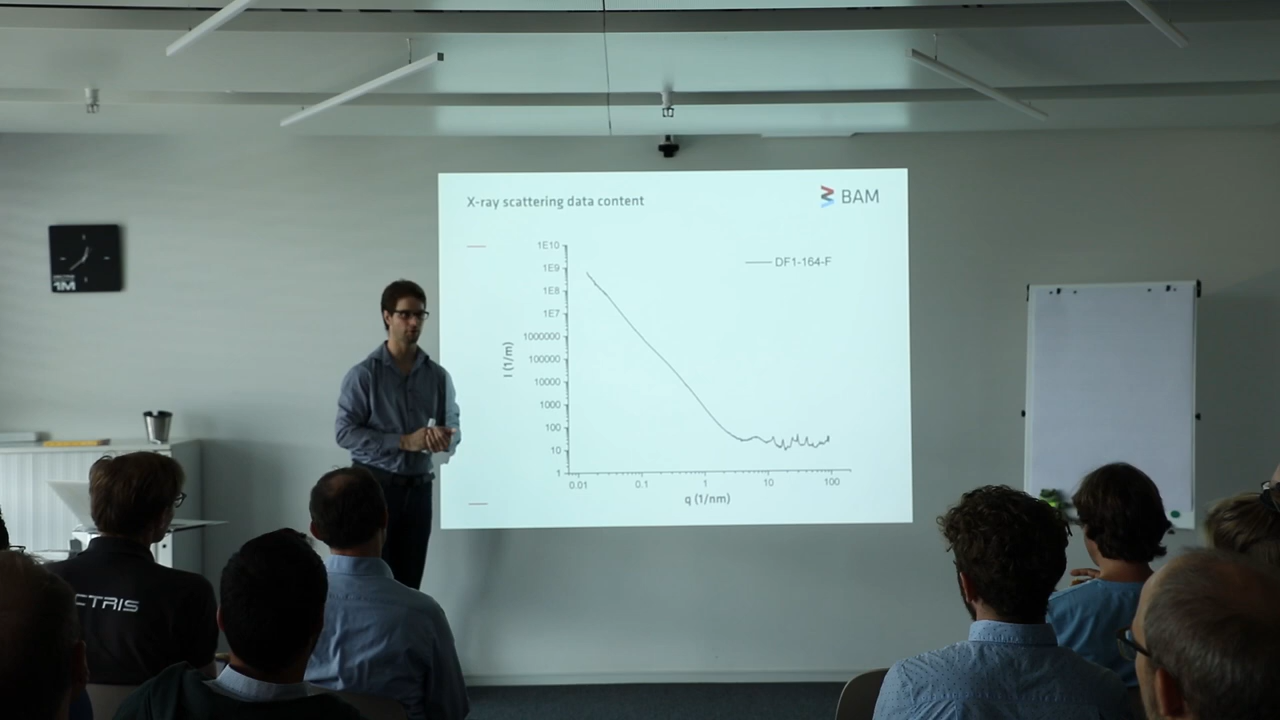 X-ray scattering data content
BAM
1E10
DF1-164-F
1E9
1E8
1E7
1000000
100000
10000
1000
100
10
1
I (1/m)
0.01 0.1 1 10 100
q (1/nm)
1M
CTRIS